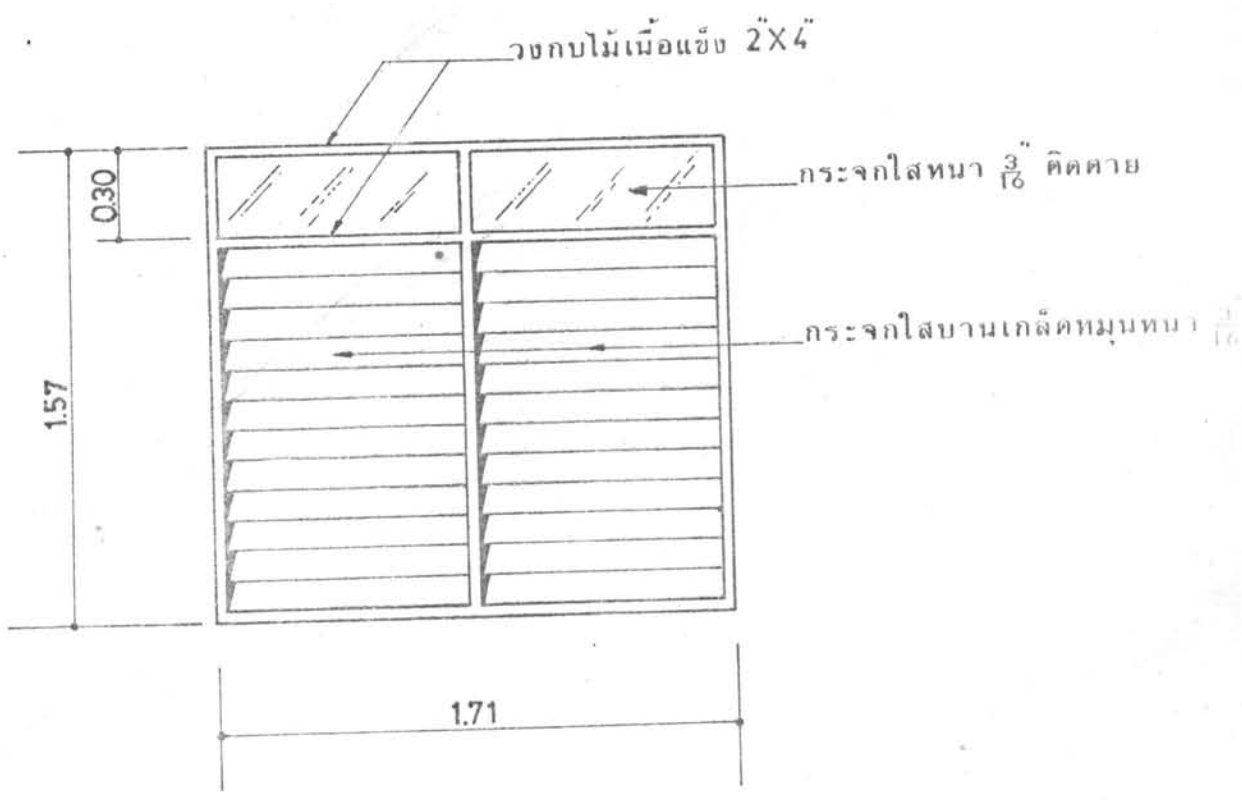 วงกบไม้เนื้อแข็ง 2"X4"
กระจกใสหนา 3/16" ติดตาย
0.30
กระจกใสบานเกล็ดหมุนหนา
1.57
1.71